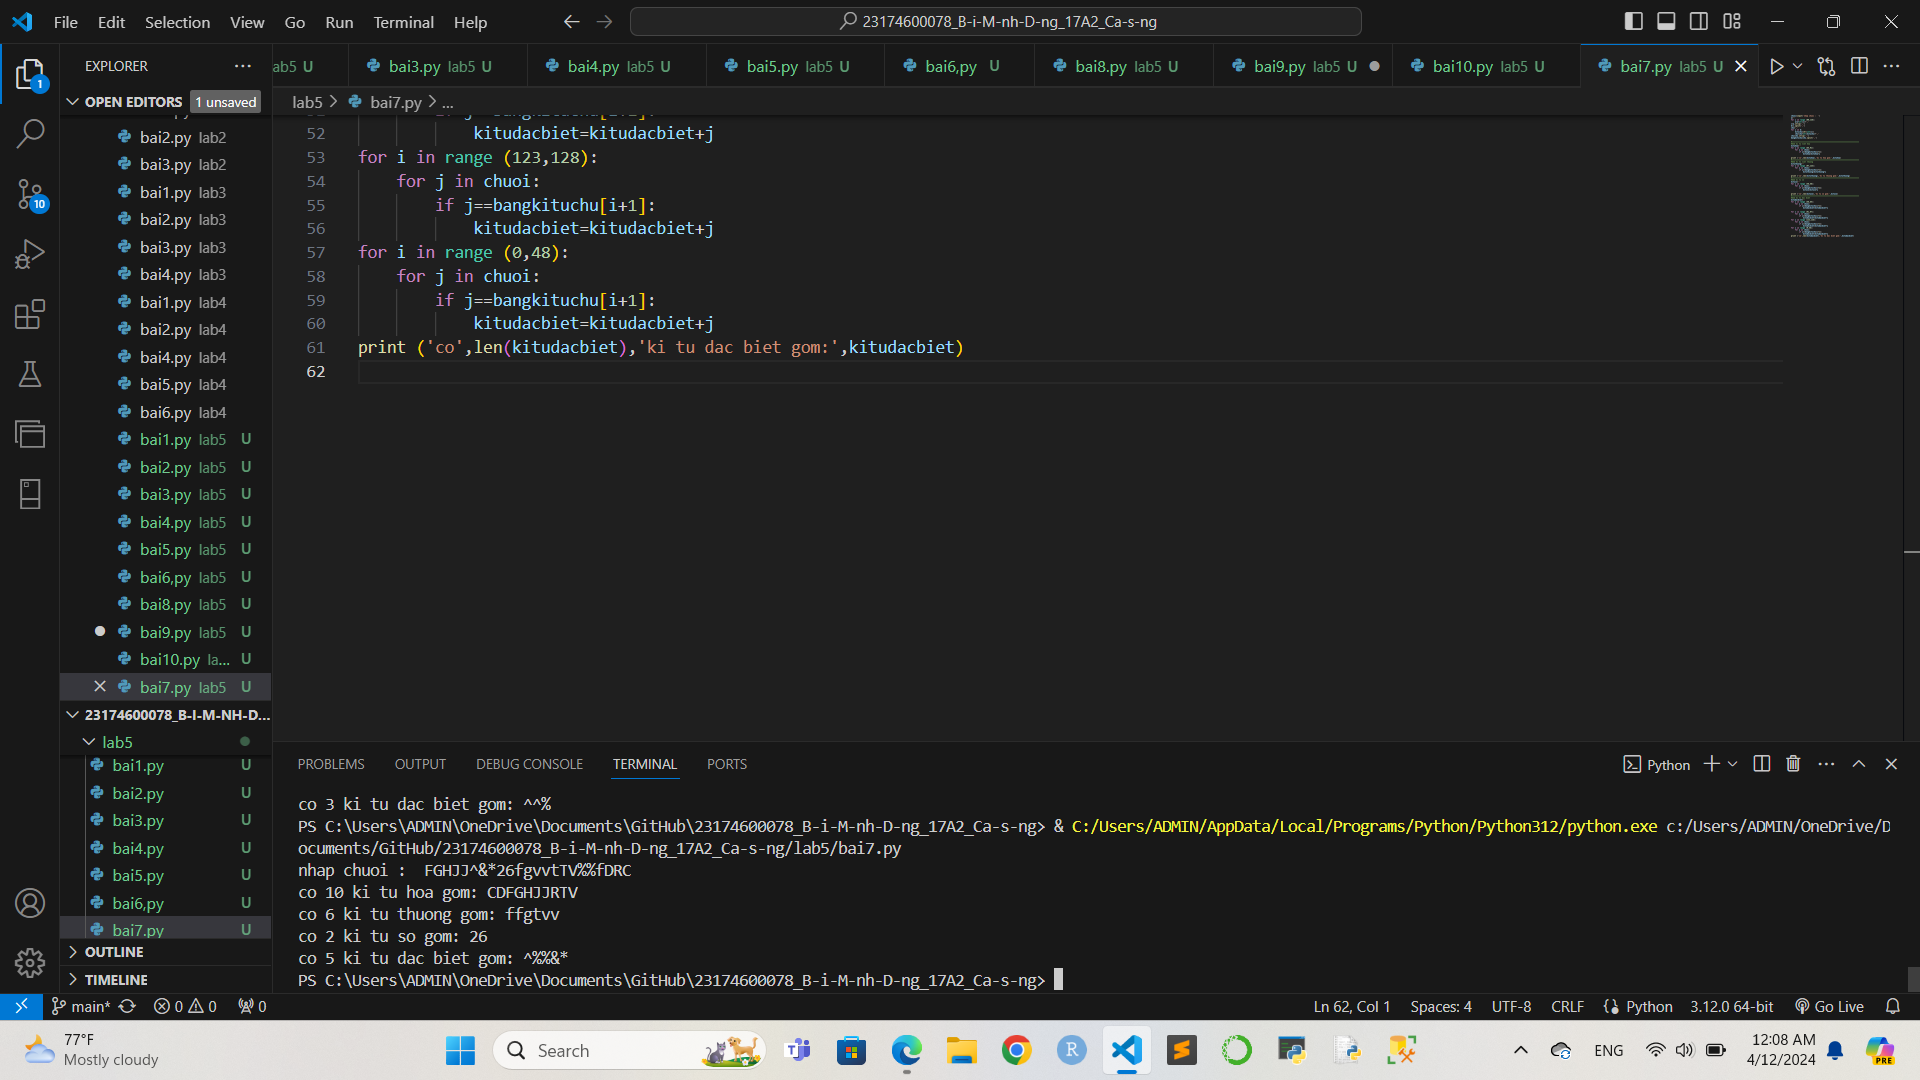 File Edit Selection View Go Run Terminal Help
23174600078_B-i-M-nh-D-ng_17A2_Ca-s-ng
EXPLORER
ab5 U
bai3.py lab5 U
bai4.py lab5 U
bai5.py lab5 U
bai6,py U
bai8.py lab5 U
bai9.py lab5 U
bai10.py lab5 U
bai7.py lab5 U
1
OPEN EDITORS 1 unsaved
lab5 > bai7.py > ...
bai2.py lab2
bai3.py lab2
bai1.py lab3
bai2.py lab3
bai3.py lab3
bai4.py lab3
bai1.py lab4
bai2.py lab4
bai4.py lab4
bai5.py lab4
bai6.py lab4
bai1.py lab5 U
bai2.py lab5 U
bai3.py lab5 U
bai4.py lab5 U
bai5.py lab5 U
bai6,py lab5 U
bai8.py lab5 U
bai9.py lab5 U
bai10.py la... U
bai7.py lab5 U
10
23174600078_B-I-M-NH-D...
lab5
bai1.py U
bai2.py U
bai3.py U
bai4.py U
bai5.py U
bai6,py U
bai7.py U
OUTLINE
TIMELINE
52 kitudacbiet=kitudacbiet+j
53 for i in range (123,128):
54 for j in chuoi:
55 if j==bangkituchu[i+1]:
56 kitudacbiet=kitudacbiet+j
57 for i in range (0,48):
58 for j in chuoi:
59 if j==bangkituchu[i+1]:
60 kitudacbiet=kitudacbiet+j
61 print ('co',len(kitudacbiet),'ki tu dac biet gom:',kitudacbiet)
62
PROBLEMS OUTPUT DEBUG CONSOLE TERMINAL PORTS
Python
co 3 ki tu dac biet gom: ^^%
PS C:\Users\ADMIN\OneDrive\Documents\GitHub\23174600078_B-i-M-nh-D-ng_17A2_Ca-s-ng> & C:/Users/ADMIN/AppData/Local/Programs/Python/Python312/python.exe c:/Users/ADMIN/OneDrive/D
ocuments/GitHub/23174600078_B-i-M-nh-D-ng_17A2_Ca-s-ng/lab5/bai7.py
nhap chuoi :  FGHJJ^&*26fgvvtTV%%fDRC
co 10 ki tu hoa gom: CDFGHJJRTV
co 6 ki tu thuong gom: ffgtvv
co 2 ki tu so gom: 26
co 5 ki tu dac biet gom: ^%%&*
PS C:\Users\ADMIN\OneDrive\Documents\GitHub\23174600078_B-i-M-nh-D-ng_17A2_Ca-s-ng>
main* 0 0 0
Ln 62, Col 1 Spaces: 4 UTF-8 CRLF Python 3.12.0 64-bit Go Live
77°F
Mostly cloudy
Search
ENG
12:08 AM
4/12/2024
PRE